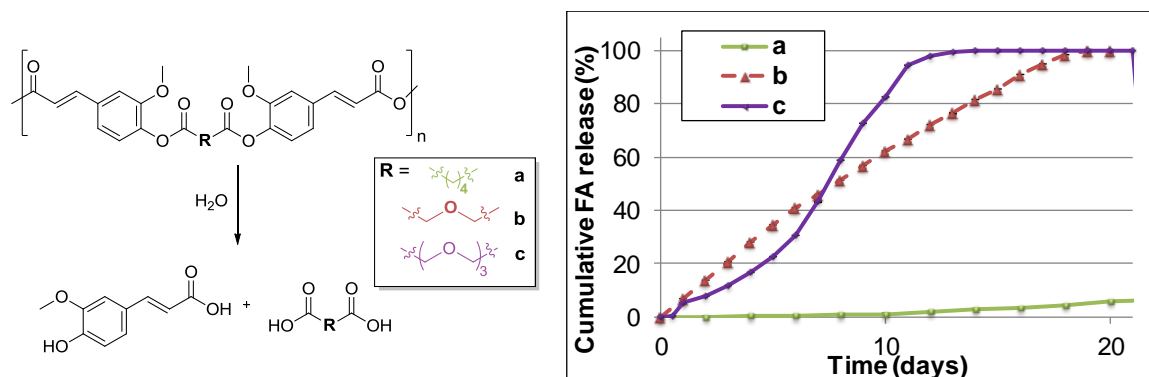 O
O
O
O
O
O
O
O
O
R
n
H₂O
R =
4
a
O
b
O
3
c
O
O
OH
HO
+
O
O
HO
R
OH
a
b
c
Cumulative FA release (%)
100
80
60
40
20
0
0
10
20
Time (days)